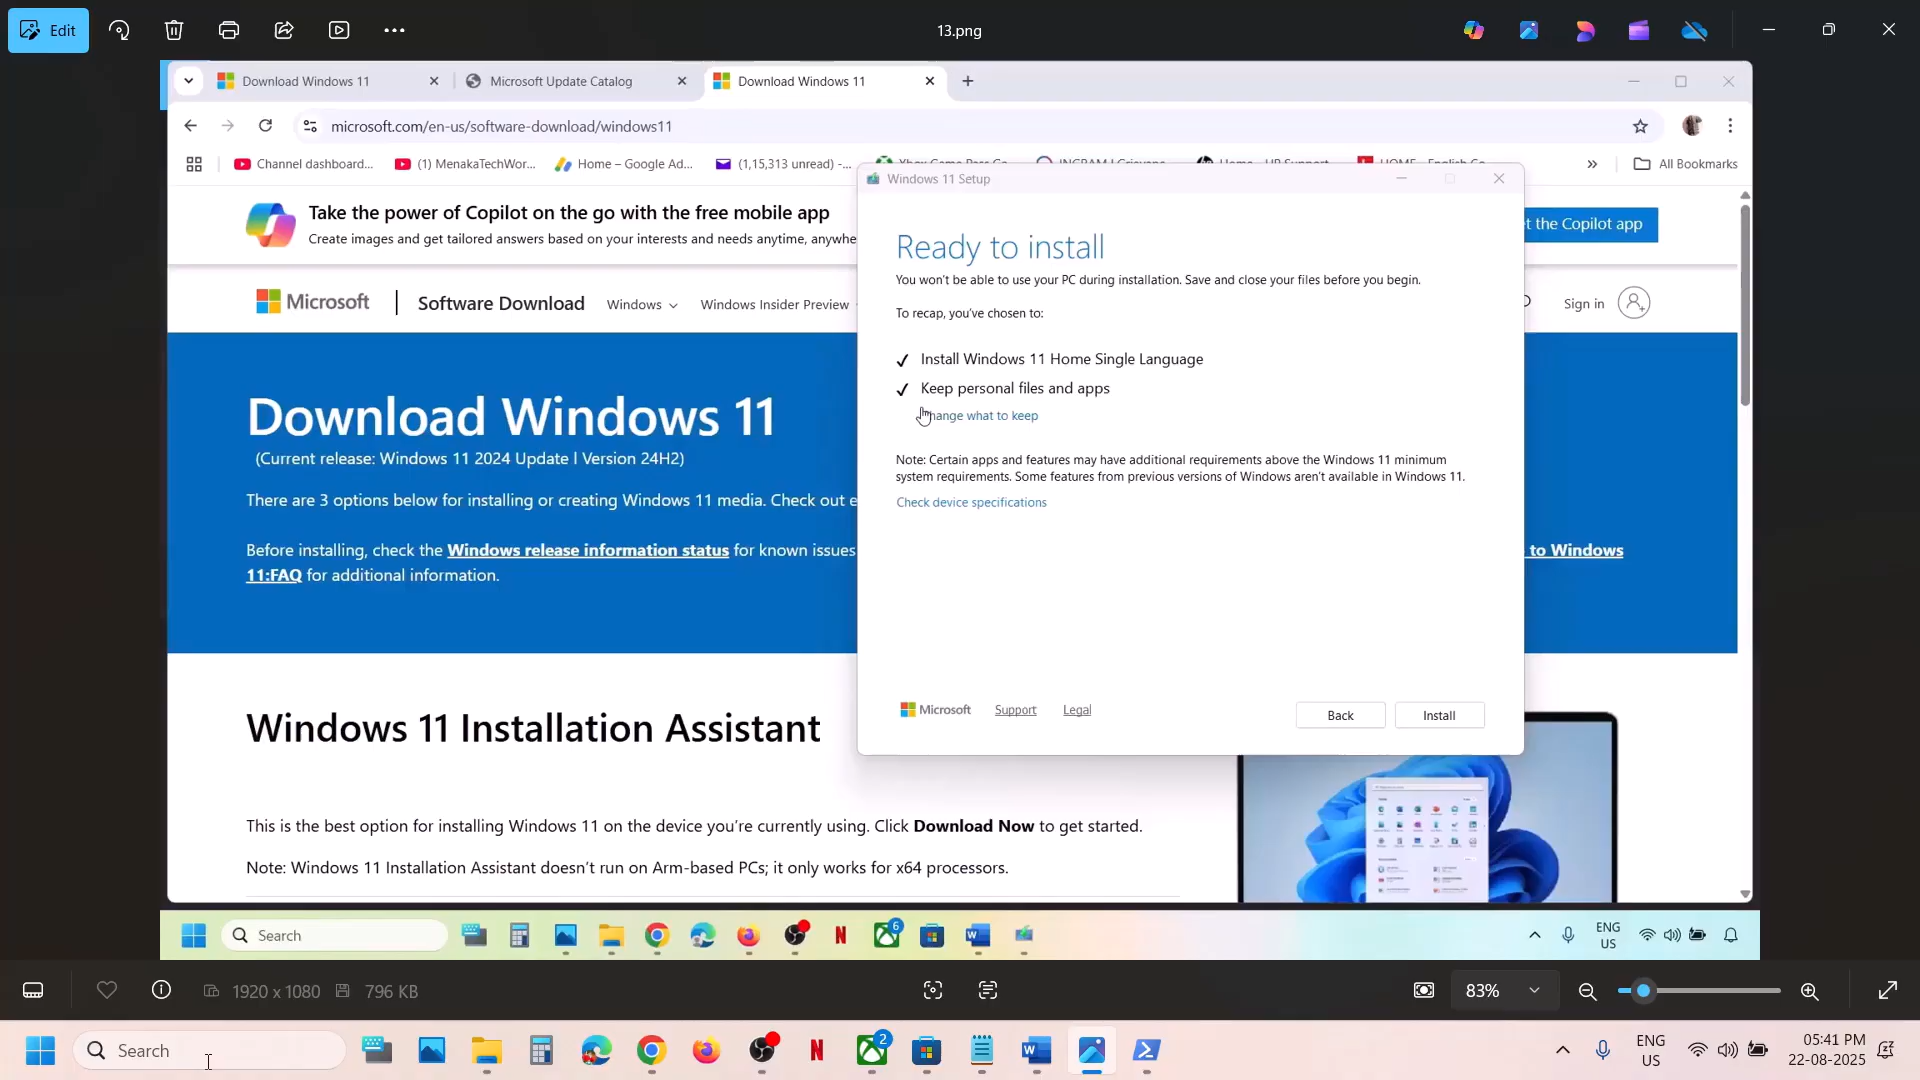 Edit
13.png
Download Windows 11
Microsoft Update Catalog
Download Windows 11
microsoft.com/en-us/software-download/windows11
Channel dashboard...
(1) MenakaTechWor...
Home – Google Ad...
(1,15,313 unread) -...
All Bookmarks
Windows 11 Setup
Take the power of Copilot on the go with the free mobile app
Create images and get tailored answers based on your interests and needs anytime, anywhe
t the Copilot app
Ready to install
You won't be able to use your PC during installation. Save and close your files before you begin.
Microsoft
Software Download
Windows
Windows Insider Preview
Sign in
To recap, you've chosen to:
Install Windows 11 Home Single Language
Keep personal files and apps
hange what to keep
Download Windows 11
(Current release: Windows 11 2024 Update l Version 24H2)
Note: Certain apps and features may have additional requirements above the Windows 11 minimum
system requirements. Some features from previous versions of Windows aren't available in Windows 11.
Check device specifications
There are 3 options below for installing or creating Windows 11 media. Check out e
Before installing, check the Windows release information status for known issues
to Windows
11:FAQ for additional information.
Microsoft
Support
Legal
Back
Install
Windows 11 Installation Assistant
This is the best option for installing Windows 11 on the device you're currently using. Click Download Now to get started.
Note: Windows 11 Installation Assistant doesn't run on Arm-based PCs; it only works for x64 processors.
Search
6
ENG
US
1920 x 1080
796 KB
83%
Search
2
ENG
US
05:41 PM
22-08-2025